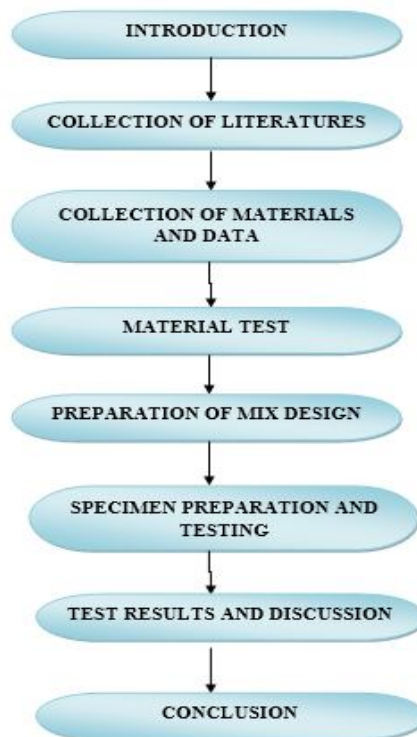 INTRODUCTION
COLLECTION OF LITERATURES
COLLECTION OF MATERIALS
AND DATA
MATERIAL TEST
PREPARATION OF MIX DESIGN
SPECIMEN PREPARATION AND
TESTING
TEST RESULTS AND DISCUSSION
CONCLUSION